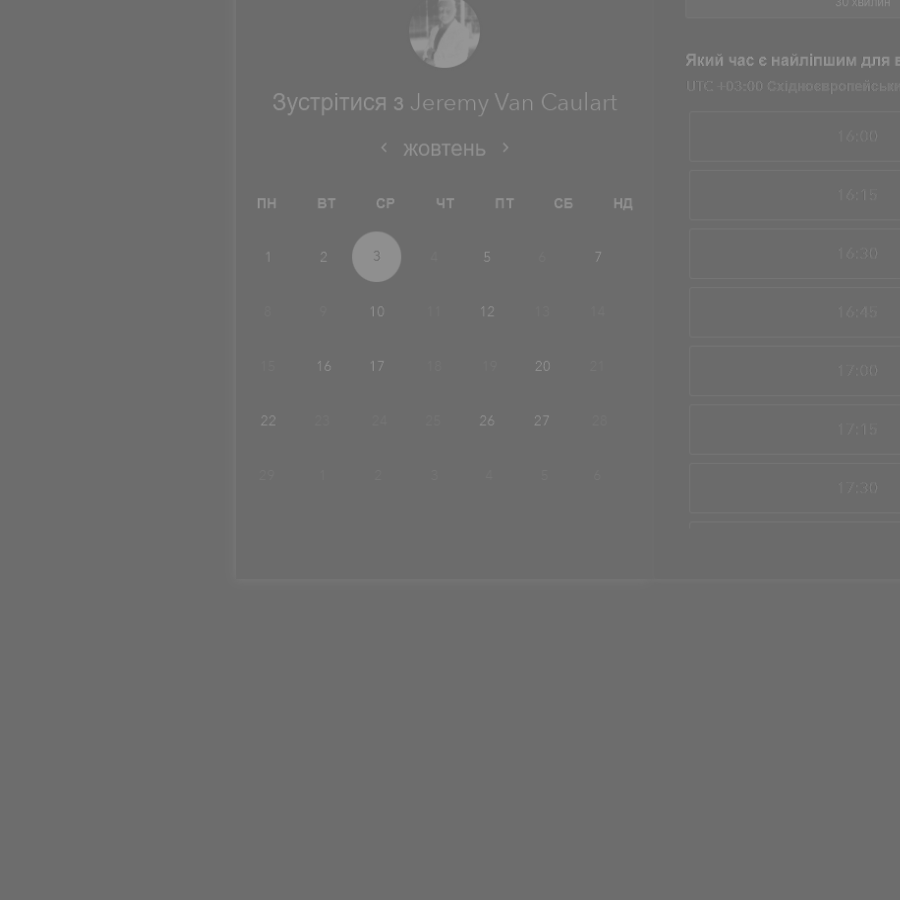 30 хвилин
Який час є найліпшим для
UTC +03:00
Зустрітися з Jeremy Van Caulart
‹ жовтень ›
ПН ВТ СР ЧТ ПТ СБ НД
1 2 3 4 5 6 7
8 9 10 11 12 13 14
15 16 17 18 19 20 21
22 23 24 25 26 27 28
29 1 2 3 4 5 6
16:00
16:15
16:30
16:45
17:00
17:15
17:30